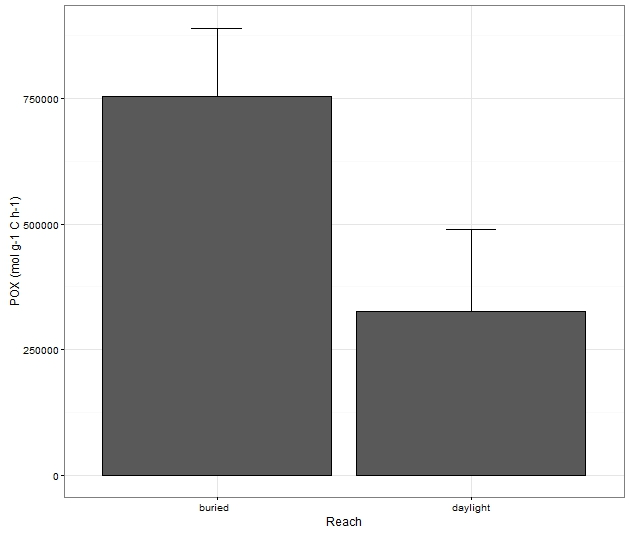 POX (mol g-1 C h-1)
750000
500000
250000
0
buried
daylight
Reach